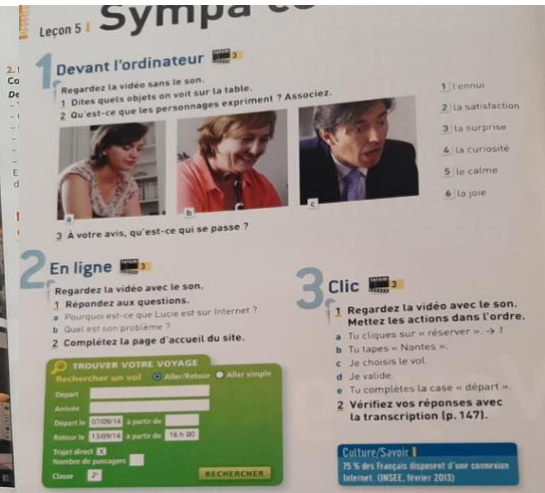 Leçon 5
Sympa
1
Devant l'ordinateur 3
Regardez la vidéo sans le son.
1 Dites quels objets on voit sur la table.
2 Qu'est-ce que les personnages expriment ? Associez.
a
b
c
1 l'ennui
2 la satisfaction
3 la surprise
4 la curiosité
5 le calme
6 la joie
3 À votre avis, qu'est-ce qui se passe ?
2
En ligne 3
Regardez la vidéo avec le son.
1 Répondez aux questions.
a Pourquoi est-ce que Lucie est sur Internet ?
b Quel est son problème ?
2 Complétez la page d'accueil du site.
TROUVER VOTRE VOYAGE
Rechercher un vol Aller/Retour Aller simple
Départ
Arrivée
Départ le 07/09/14 à partir de
Retour le 13/09/14 à partir de 16 h 00
Trajet direct X
Nombre de passagers
Classe 2e
RECHERCHER
3
Clic 3
1 Regardez la vidéo avec le son.
Mettez les actions dans l'ordre.
a Tu cliques sur « réserver ». → 1
b Tu tapes « Nantes ».
c Je choisis le vol.
d Je valide.
e Tu complètes la case « départ ».
2 Vérifiez vos réponses avec
la transcription (p. 147).
Culture/Savoir
75 % des Français disposent d'une connexion
Internet. (INSEE, février 2013)